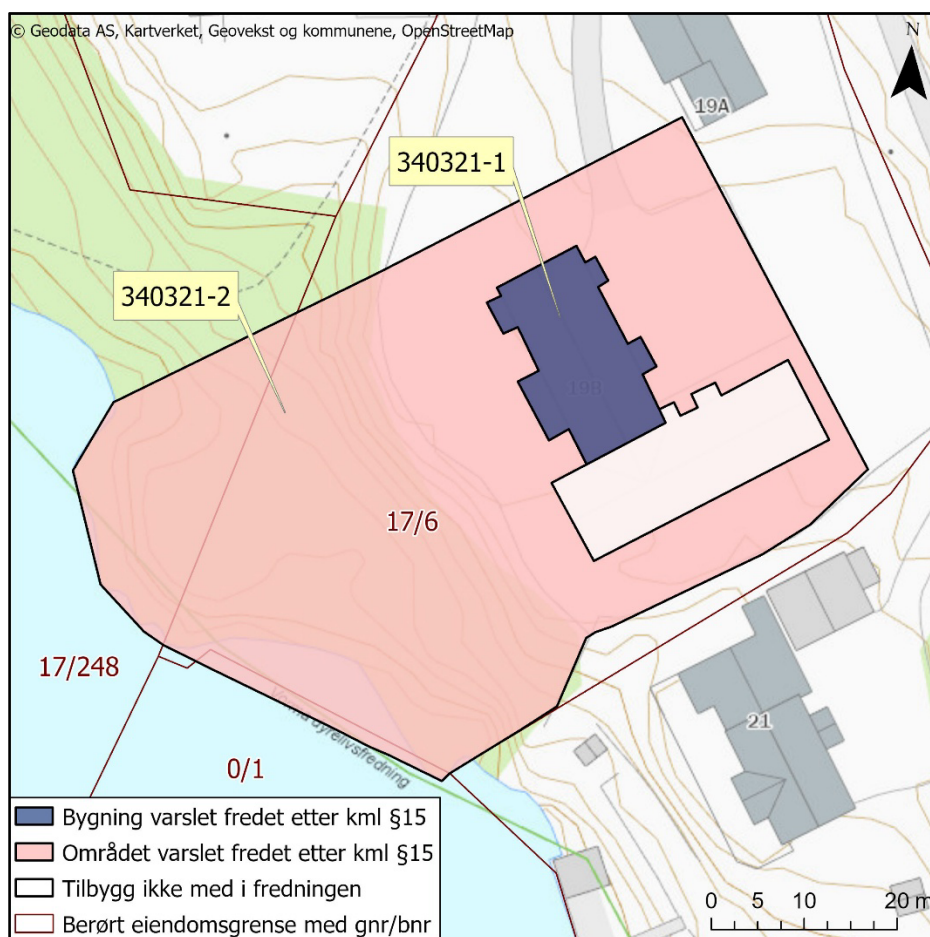 © Geodata AS, Kartverket, Geovekst og kommunene, OpenStreetMap
N
19A
340321-1
340321-2
19B
17/6
17/248
21
Vorma dyrelivsfredning
0/1
Bygning varslet fredet etter kml §15
Området varslet fredet etter kml §15
Tilbygg ikke med i fredningen
Berørt eiendomsgrense med gnr/bnr
0 5 10 20 m